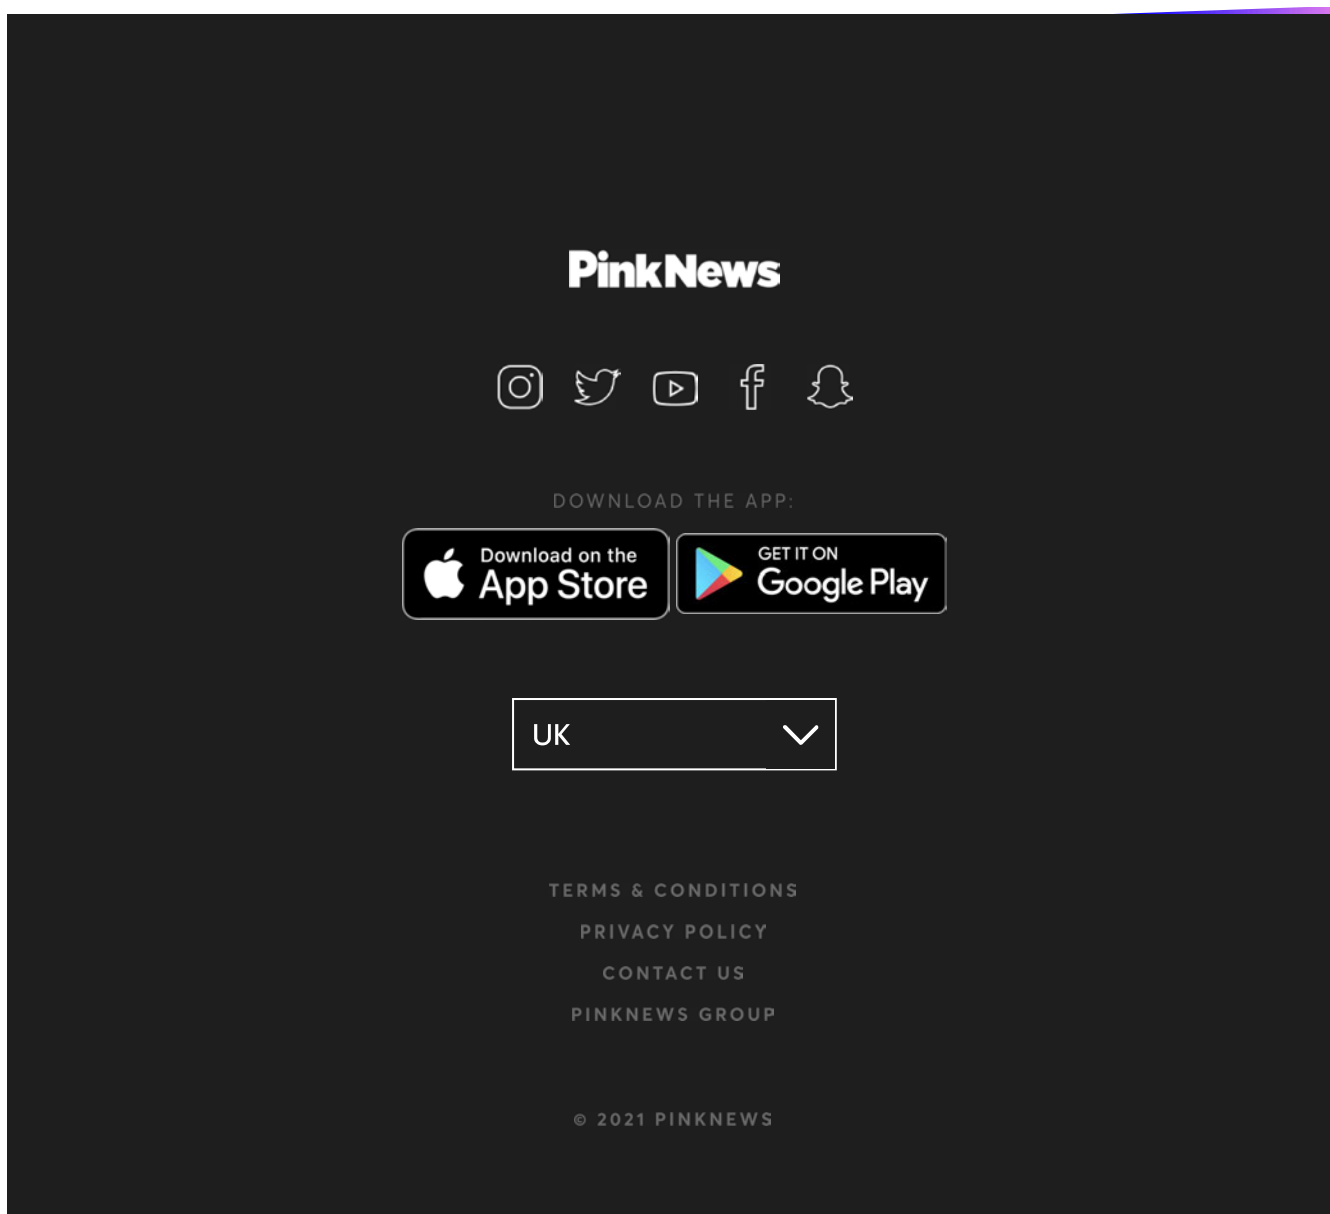 PinkNews
DOWNLOAD THE APP:
Download on the
App Store
GET IT ON
Google Play
UK
TERMS & CONDITIONS
PRIVACY POLICY
CONTACT US
PINKNEWS GROUP
© 2021 PINKNEWS